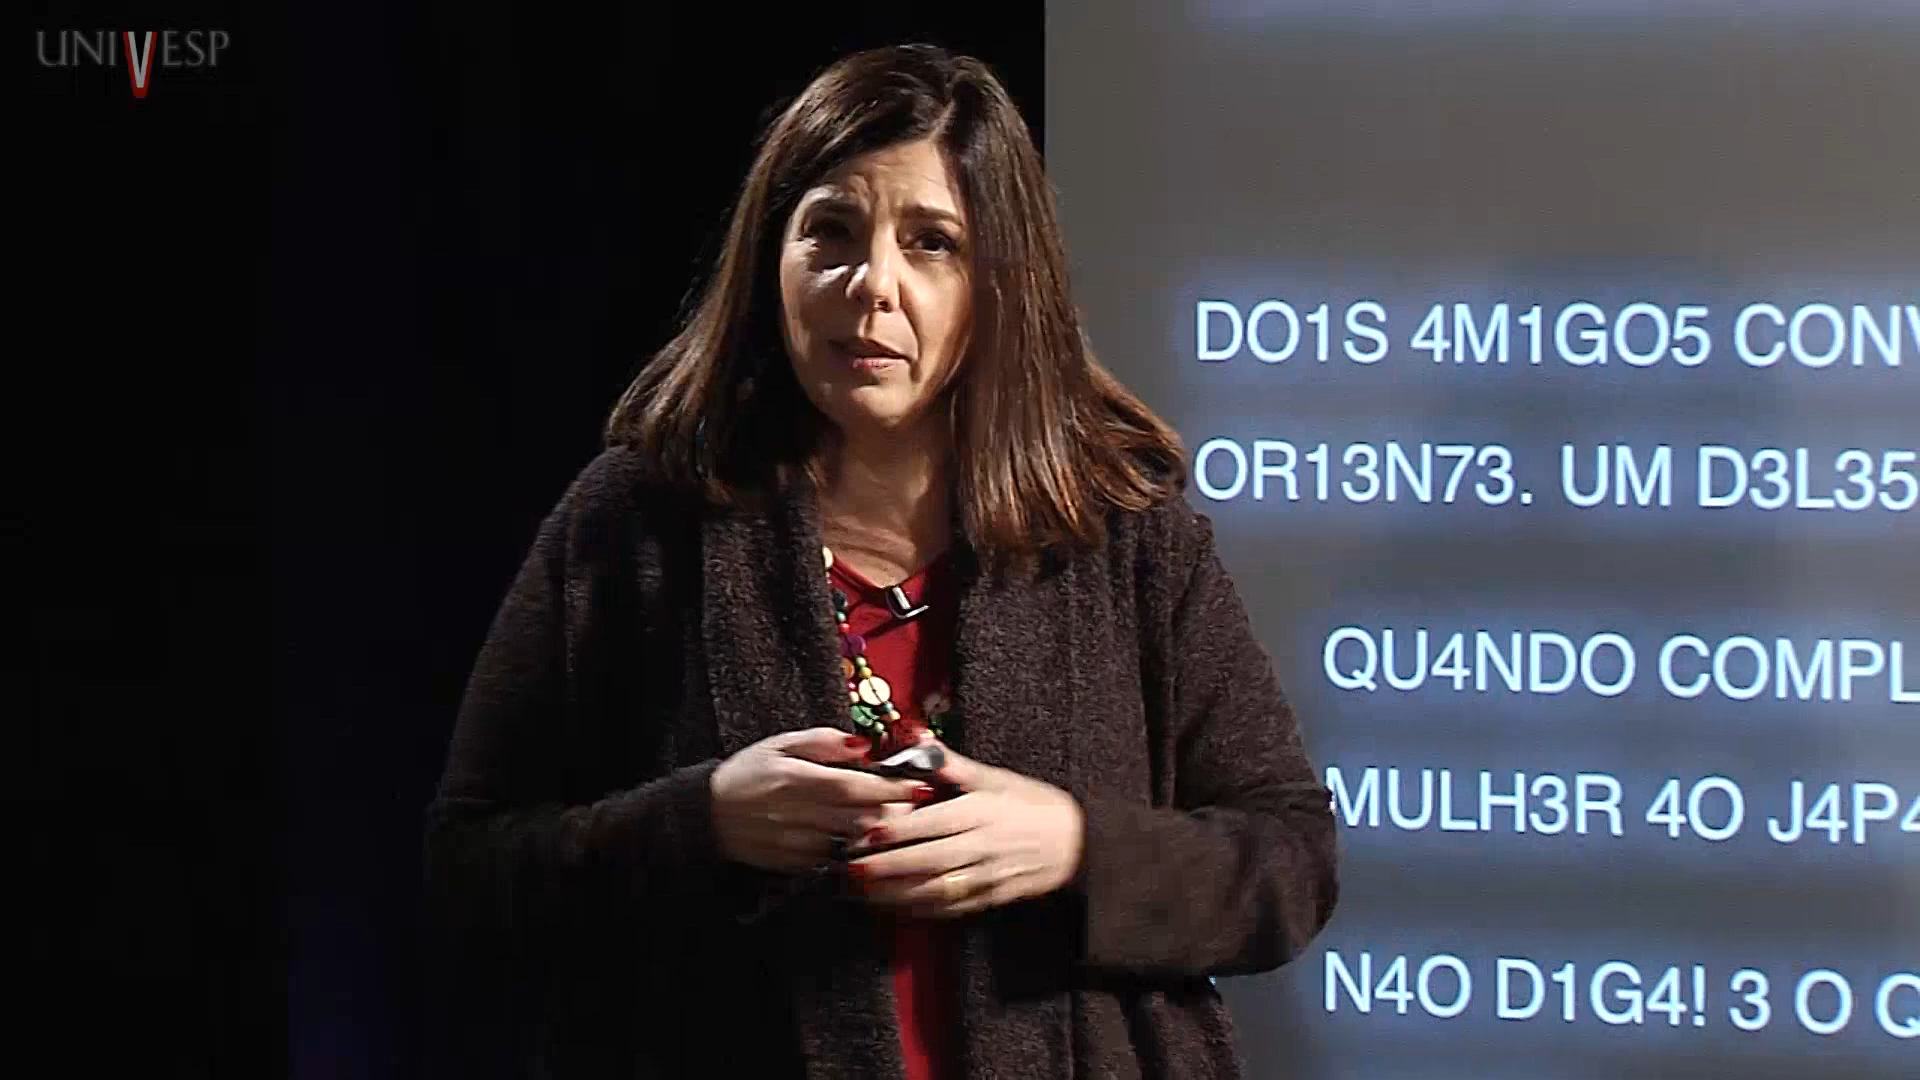 UNIVESP
DO1S 4M1GO5 CONV
OR13N73. UM D3L35
QU4NDO COMPL
MULH3R 4O J4P4
N4O D1G4! 3 O Q